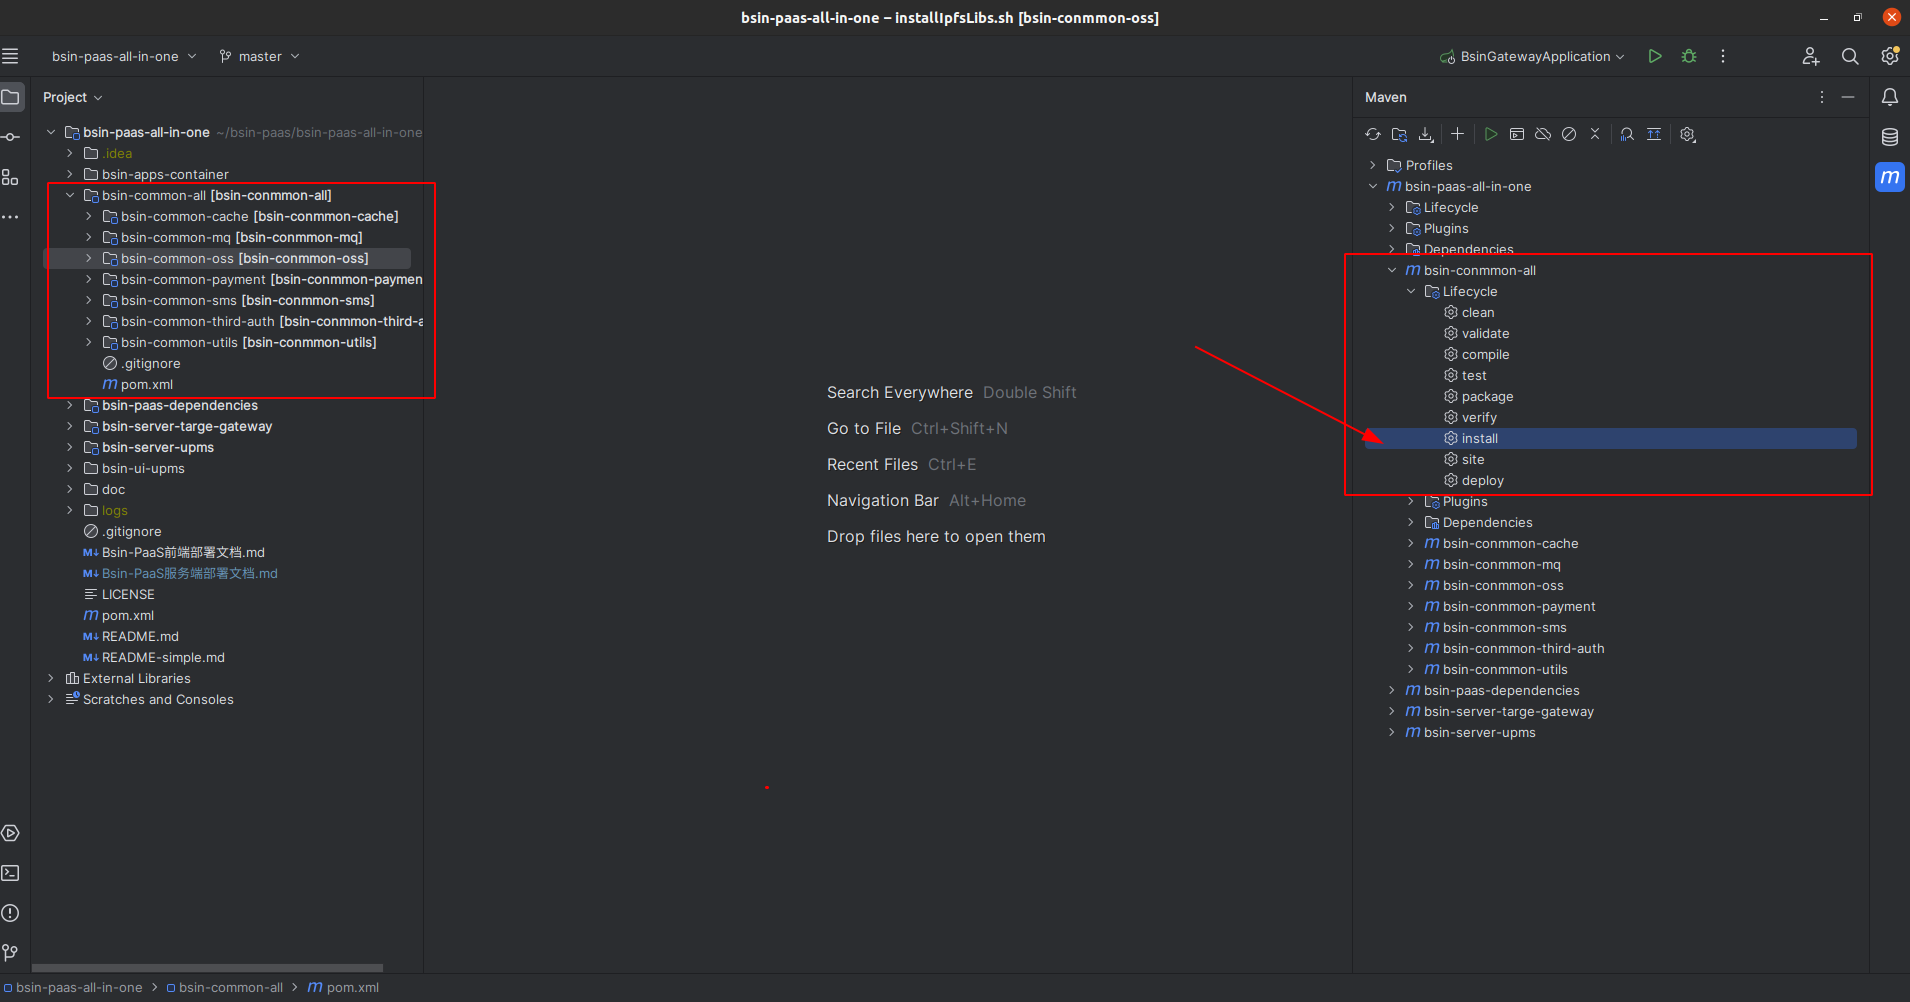 bsin-paas-all-in-one – installIpfsLibs.sh [bsin-conmmon-oss]
bsin-paas-all-in-one
master
BsinGatewayApplication
Project
bsin-paas-all-in-one ~/bsin-paas/bsin-paas-all-in-one
.idea
bsin-apps-container
bsin-common-all [bsin-conmmon-all]
bsin-common-cache [bsin-conmmon-cache]
bsin-common-mq [bsin-conmmon-mq]
bsin-common-oss [bsin-conmmon-oss]
bsin-common-payment [bsin-conmmon-paymen
bsin-common-sms [bsin-conmmon-sms]
bsin-common-third-auth [bsin-conmmon-third-a
bsin-common-utils [bsin-conmmon-utils]
.gitignore
pom.xml
bsin-paas-dependencies
bsin-server-targe-gateway
bsin-server-upms
bsin-ui-upms
doc
logs
.gitignore
Bsin-PaaS前端部署文档.md
Bsin-PaaS服务端部署文档.md
LICENSE
pom.xml
README.md
README-simple.md
External Libraries
Scratches and Consoles
Search Everywhere Double Shift
Go to File Ctrl+Shift+N
Recent Files Ctrl+E
Navigation Bar Alt+Home
Drop files here to open them
Maven
Profiles
bsin-paas-all-in-one
Lifecycle
Plugins
Dependencies
bsin-conmmon-all
Lifecycle
clean
validate
compile
test
package
verify
install
site
deploy
Plugins
Dependencies
bsin-conmmon-cache
bsin-conmmon-mq
bsin-conmmon-oss
bsin-conmmon-payment
bsin-conmmon-sms
bsin-conmmon-third-auth
bsin-conmmon-utils
bsin-paas-dependencies
bsin-server-targe-gateway
bsin-server-upms
bsin-paas-all-in-one > bsin-common-all > pom.xml